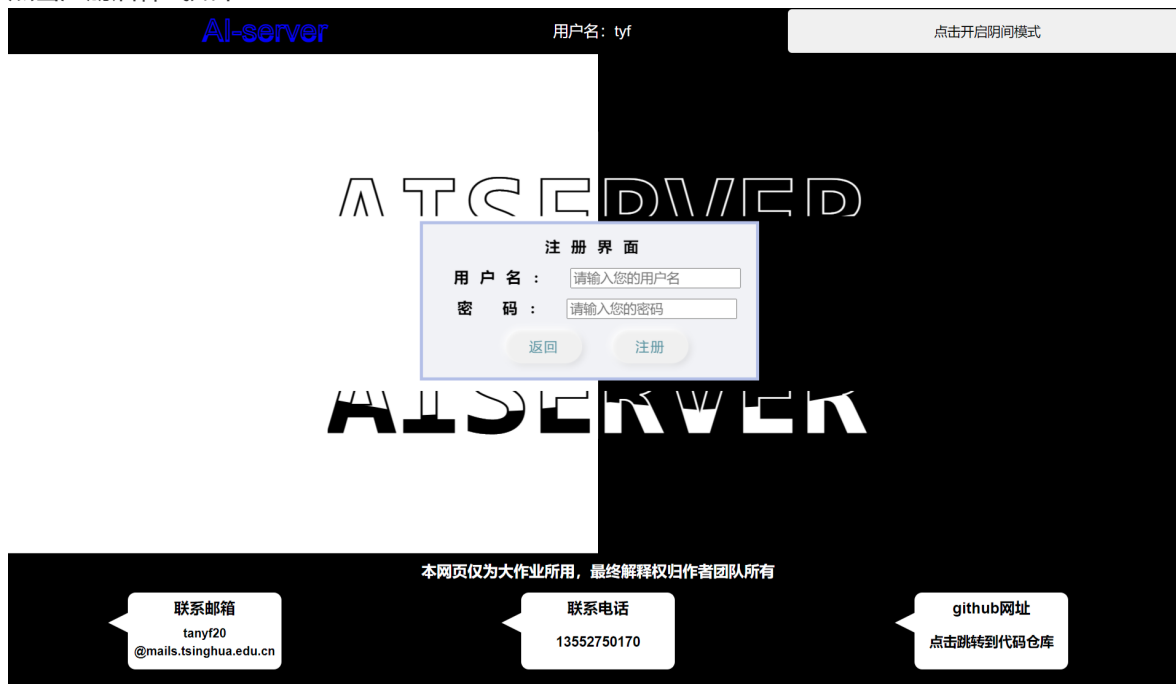 AI-server
用户名：tyf
点击开启阴间模式
AISERVER
注 册 界 面
用 户 名 ： 请输入您的用户名
密 码 ： 请输入您的密码
返回 注册
AISERVER
本网页仅为大作业所用，最终解释权归作者团队所有
联系邮箱
tanyf20
@mails.tsinghua.edu.cn
联系电话
13552750170
github网址
点击跳转到代码仓库